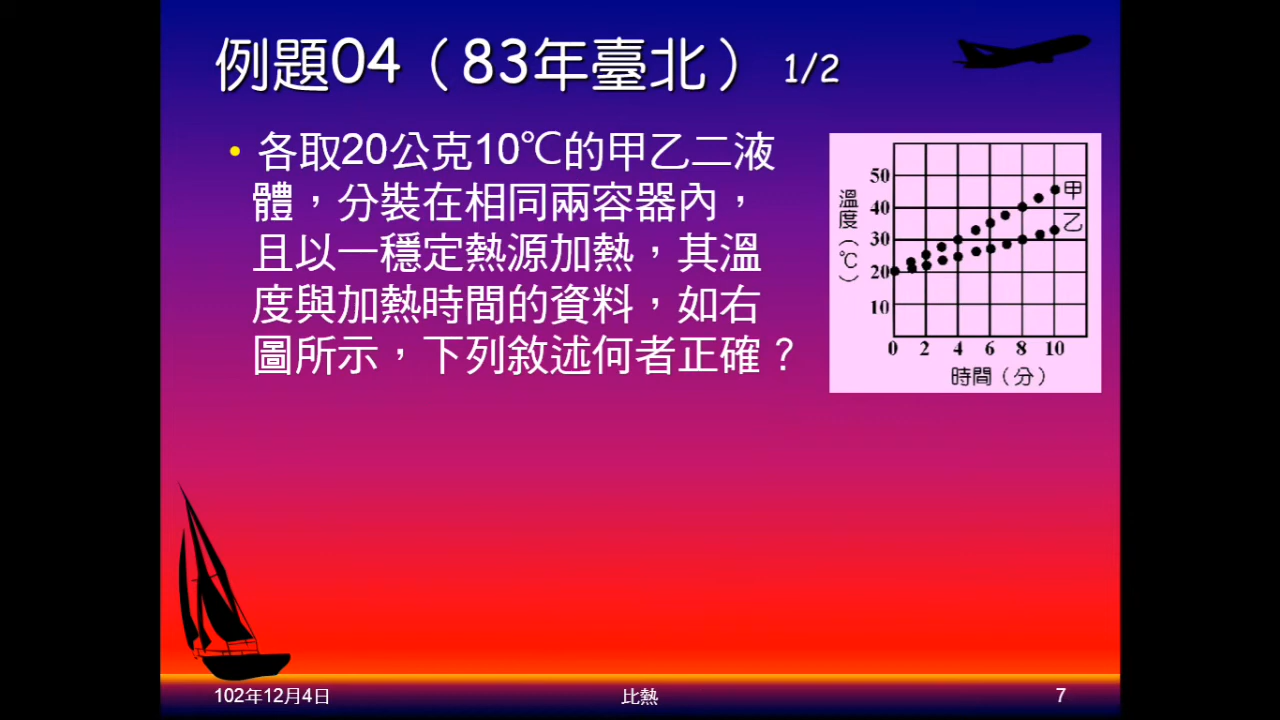 例題04（83年臺北） 1/2
• 各取20公克10℃的甲乙二液
體，分裝在相同兩容器內，
且以一穩定熱源加熱，其溫
度與加熱時間的資料，如右
圖所示，下列敘述何者正確？
溫度（℃）
50
40
30
20
10
甲
乙
0 2 4 6 8 10
時間（分）
102年12月4日
比熱
7